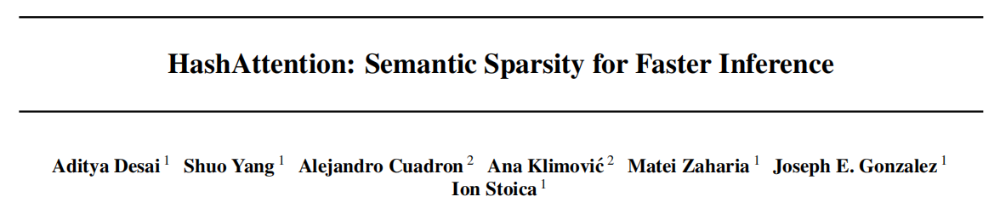 HashAttention: Semantic Sparsity for Faster Inference
Aditya Desai 1 Shuo Yang 1 Alejandro Cuadron 2 Ana Klimović 2 Matei Zaharia 1 Joseph E. Gonzalez 1
Ion Stoica 1